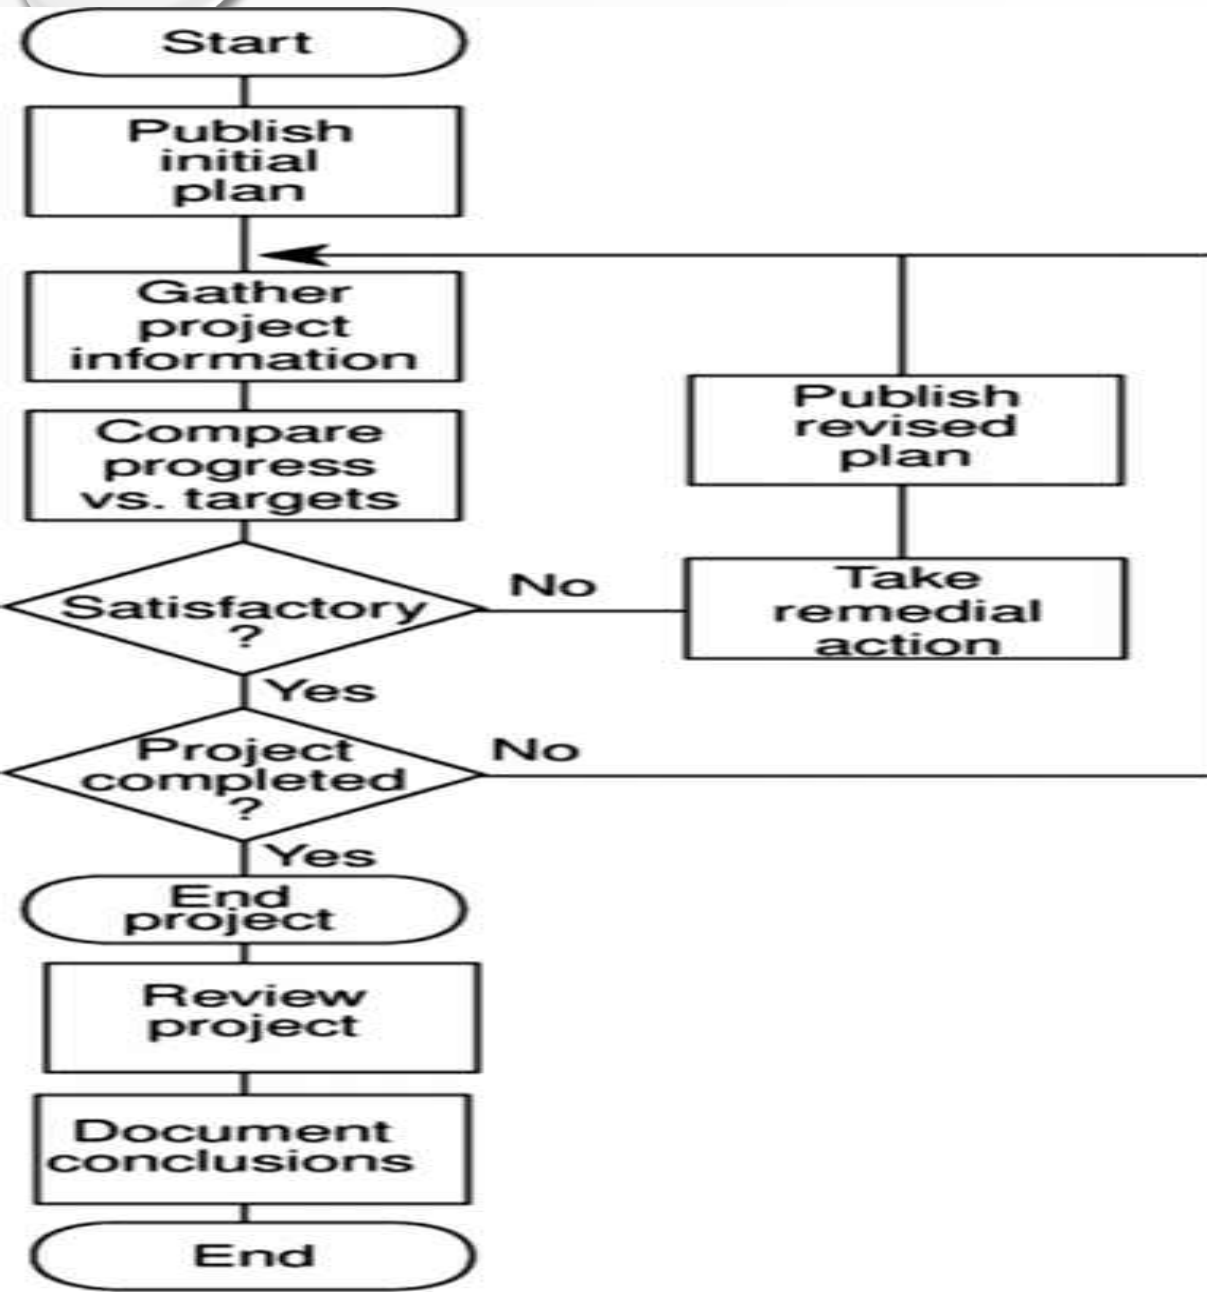 Start
Publish
initial
plan
Gather
project
information
Compare
progress
vs. targets
Satisfactory
?
No
Take
remedial
action
Publish
revised
plan
Yes
Project
completed
?
No
Yes
End
project
Review
project
Document
conclusions
End